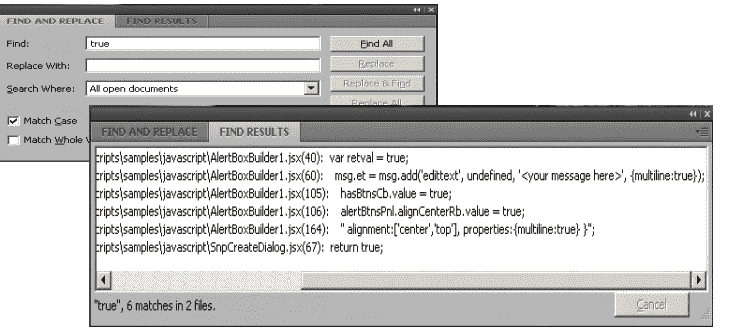 FIND AND REPLACE FIND RESULTS
Find: true Find All
Replace With: Replace
Search Where: All open documents Replace & Find
Match Case Replace All
Match Whole
FIND AND REPLACE FIND RESULTS
cripts\samples\javascript\AlertBoxBuilder1.jsx(40): var retval = true;
cripts\samples\javascript\AlertBoxBuilder1.jsx(60): msg.et = msg.add('edittext', undefined, '<your message here>', {multiline:true});
cripts\samples\javascript\AlertBoxBuilder1.jsx(105): hasBtnsCb.value = true;
cripts\samples\javascript\AlertBoxBuilder1.jsx(106): alertBtnsPnl.alignCenterRb.value = true;
cripts\samples\javascript\AlertBoxBuilder1.jsx(164): " alignment:['center','top'], properties:{multiline:true} }";
cripts\samples\javascript\SnpCreateDialog.jsx(67): return true;
"true", 6 matches in 2 files. Cancel